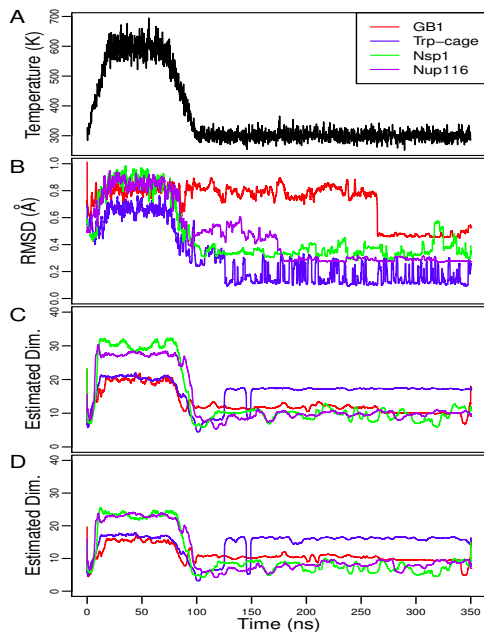 A
GB1
Trp-cage
Nsp1
Nup116
Temperature (K)
700
600
500
400
300
B
RMSD (Å)
1.0
0.8
0.6
0.4
0.2
0.0
C
Estimated Dim.
40
30
20
10
0
D
Estimated Dim.
40
30
20
10
0
0 50 100 150 200 250 300 350
Time (ns)